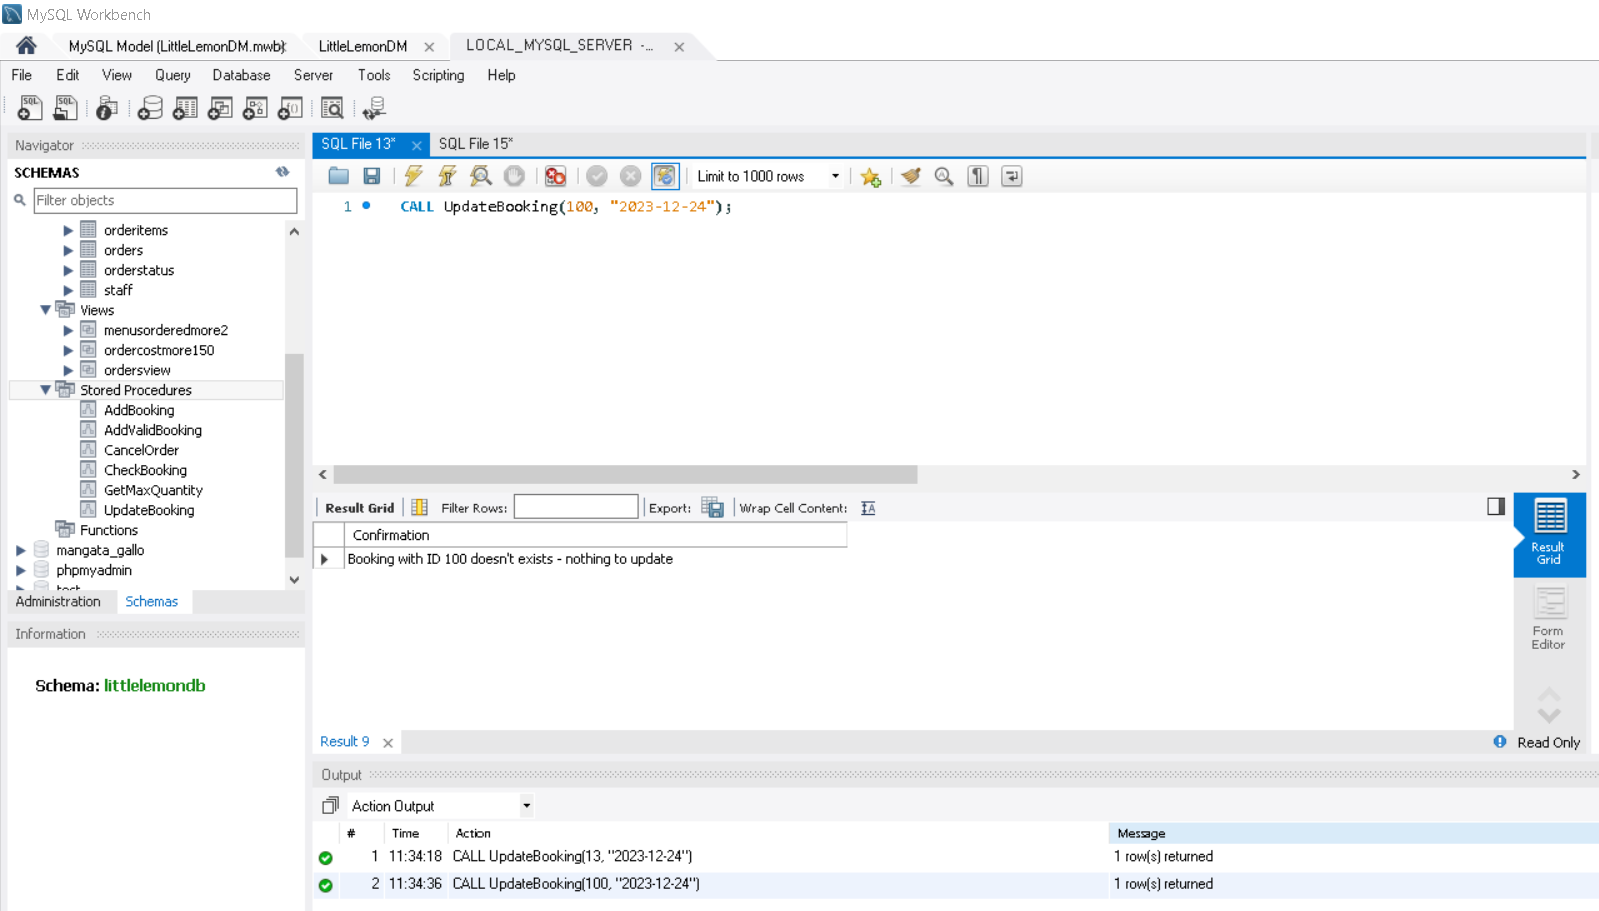 MySQL Workbench
MySQL Model (LittleLemonDM.mwb)
LittleLemonDM
LOCAL_MYSQL_SERVER -...
File Edit View Query Database Server Tools Scripting Help
Navigator
SCHEMAS
Filter objects
orderitems
orders
orderstatus
staff
Views
menusorderedmore2
ordercostmore150
ordersview
Stored Procedures
AddBooking
AddValidBooking
CancelOrder
CheckBooking
GetMaxQuantity
UpdateBooking
Functions
mangata_gallo
phpmyadmin
Administration Schemas
Information
Schema: littlelemondb
SQL File 13* SQL File 15*
Limit to 1000 rows
1 CALL UpdateBooking(100, "2023-12-24");
Result Grid Filter Rows: Export: Wrap Cell Content:
Confirmation
Booking with ID 100 doesn't exists - nothing to update
Result
Grid
Form
Editor
Result 9
Read Only
Output
Action Output
# Time Action Message
1 11:34:18 CALL UpdateBooking(13, "2023-12-24") 1 row(s) returned
2 11:34:36 CALL UpdateBooking(100, "2023-12-24") 1 row(s) returned